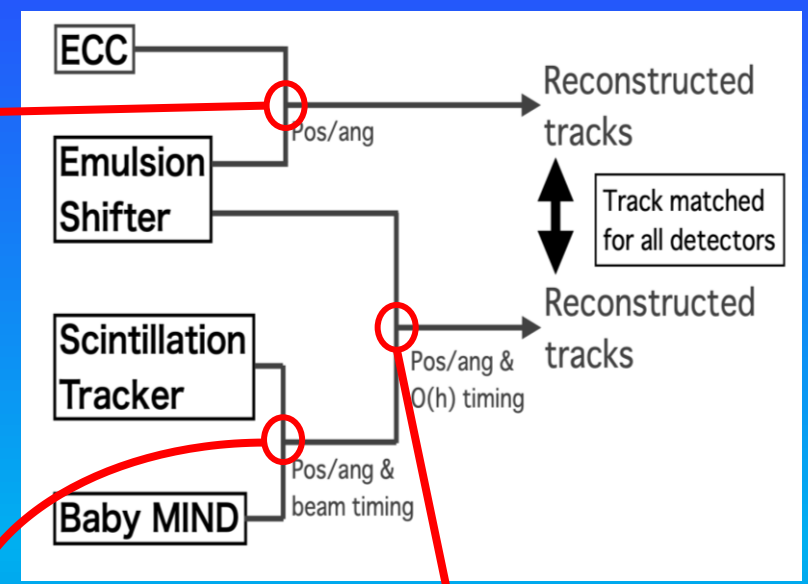 ECC
Pos/ang
Reconstructed
tracks
Emulsion
Shifter
Track matched
for all detectors
Reconstructed
tracks
Scintillation
Tracker
Pos/ang &
O(h) timing
Pos/ang &
beam timing
Baby MIND